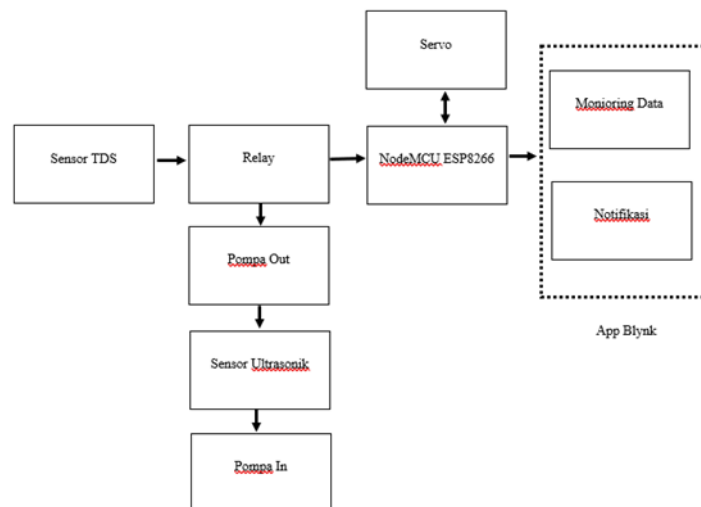 Servo
Monioring Data
Sensor TDS
Relay
NodeMCU ESP8266
Notifikasi
Pompa Out
App Blynk
Sensor Ultrasonik
Pompa In